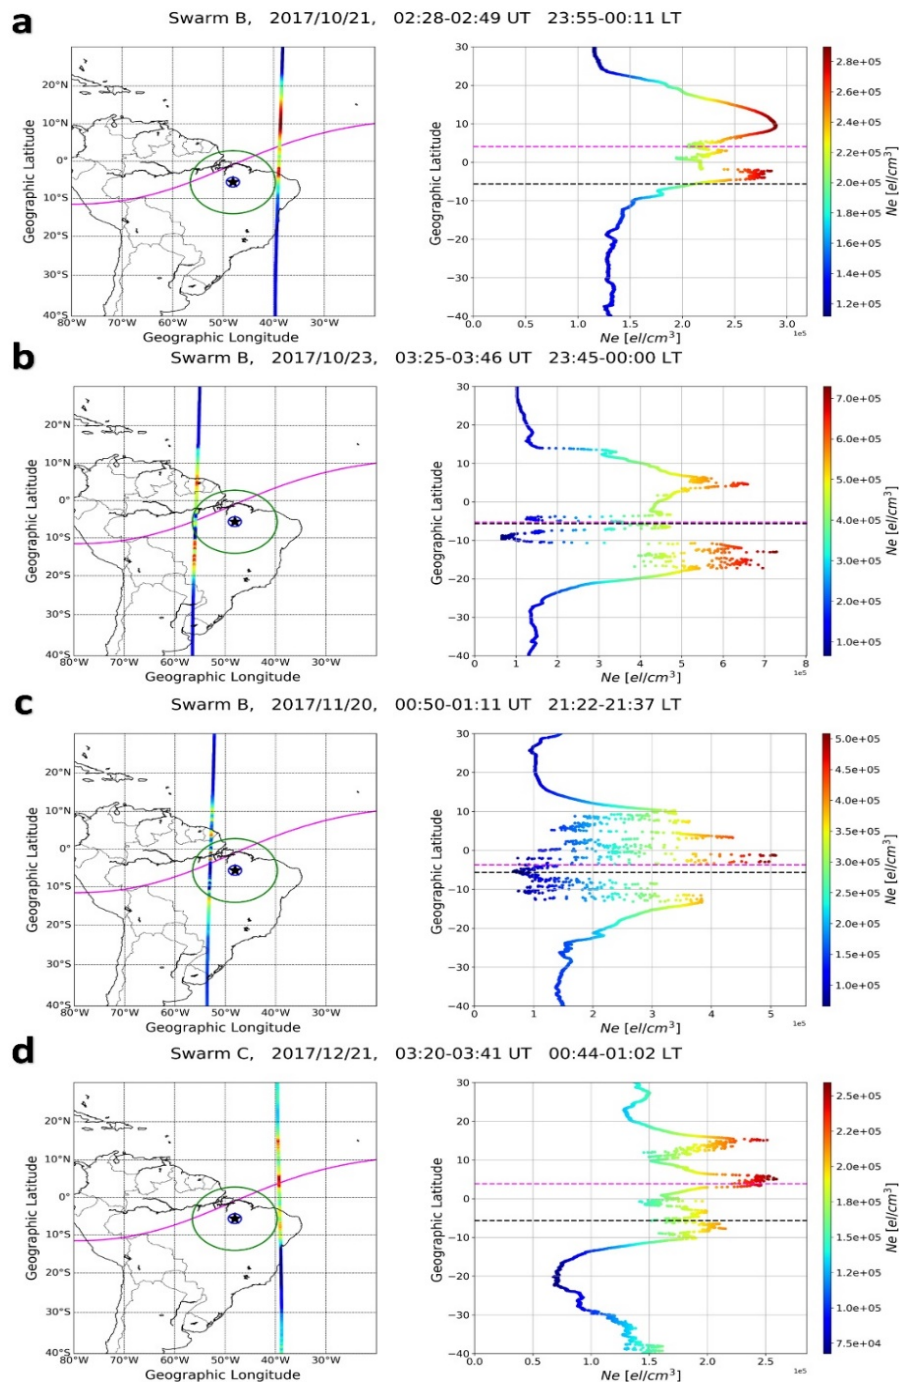 a
Swarm B, 2017/10/21, 02:28-02:49 UT 23:55-00:11 LT
Geographic Latitude
20°N
10°N
0°
10°S
20°S
30°S
40°S
80°W 70°W 60°W 50°W 40°W 30°W
Geographic Longitude
Geographic Latitude
30
20
10
0
−10
−20
−30
−40
0.0 0.5 1.0 1.5 2.0 2.5 3.0
1e5
Ne [el/cm³]
2.8e+05
2.6e+05
2.4e+05
2.2e+05
2.0e+05
1.8e+05
1.6e+05
1.4e+05
1.2e+05
Ne [el/cm³]
b
Swarm B, 2017/10/23, 03:25-03:46 UT 23:45-00:00 LT
Geographic Latitude
20°N
10°N
0°
10°S
20°S
30°S
40°S
80°W 70°W 60°W 50°W 40°W 30°W
Geographic Longitude
Geographic Latitude
30
20
10
0
−10
−20
−30
−40
0 1 2 3 4 5 6 7 8
1e5
Ne [el/cm³]
7.0e+05
6.0e+05
5.0e+05
4.0e+05
3.0e+05
2.0e+05
1.0e+05
Ne [el/cm³]
c
Swarm B, 2017/11/20, 00:50-01:11 UT 21:22-21:37 LT
Geographic Latitude
20°N
10°N
0°
10°S
20°S
30°S
40°S
80°W 70°W 60°W 50°W 40°W 30°W
Geographic Longitude
Geographic Latitude
30
20
10
0
−10
−20
−30
−40
0 1 2 3 4 5
1e5
Ne [el/cm³]
5.0e+05
4.5e+05
4.0e+05
3.5e+05
3.0e+05
2.5e+05
2.0e+05
1.5e+05
1.0e+05
Ne [el/cm³]
d
Swarm C, 2017/12/21, 03:20-03:41 UT 00:44-01:02 LT
Geographic Latitude
20°N
10°N
0°
10°S
20°S
30°S
40°S
80°W 70°W 60°W 50°W 40°W 30°W
Geographic Longitude
Geographic Latitude
30
20
10
0
−10
−20
−30
−40
0.0 0.5 1.0 1.5 2.0 2.5
1e5
Ne [el/cm³]
2.5e+05
2.2e+05
2.0e+05
1.8e+05
1.5e+05
1.2e+05
1.0e+05
7.5e+04
Ne [el/cm³]